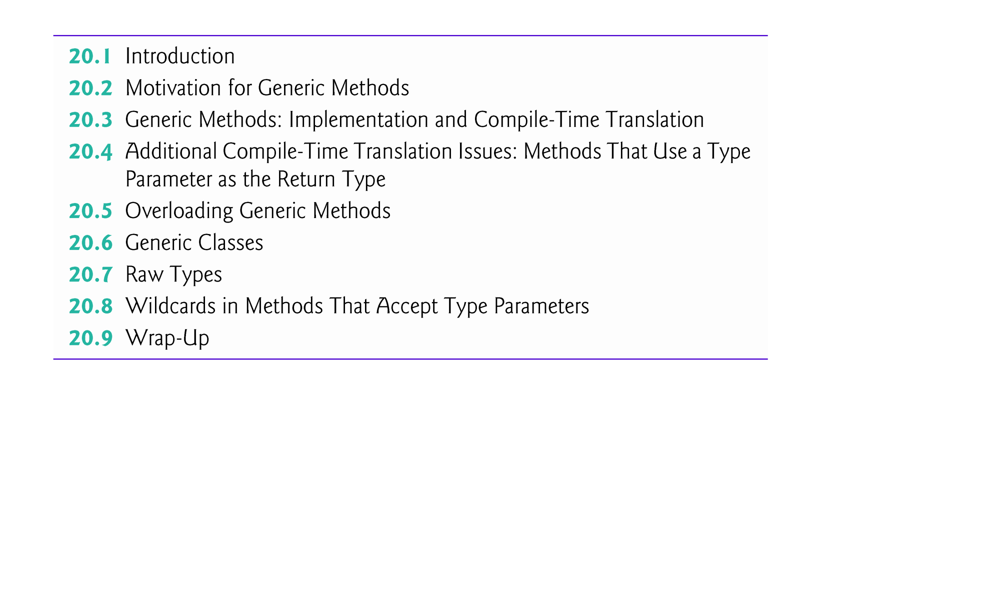 20.1 Introduction
20.2 Motivation for Generic Methods
20.3 Generic Methods: Implementation and Compile-Time Translation
20.4 Additional Compile-Time Translation Issues: Methods That Use a Type
Parameter as the Return Type
20.5 Overloading Generic Methods
20.6 Generic Classes
20.7 Raw Types
20.8 Wildcards in Methods That Accept Type Parameters
20.9 Wrap-Up